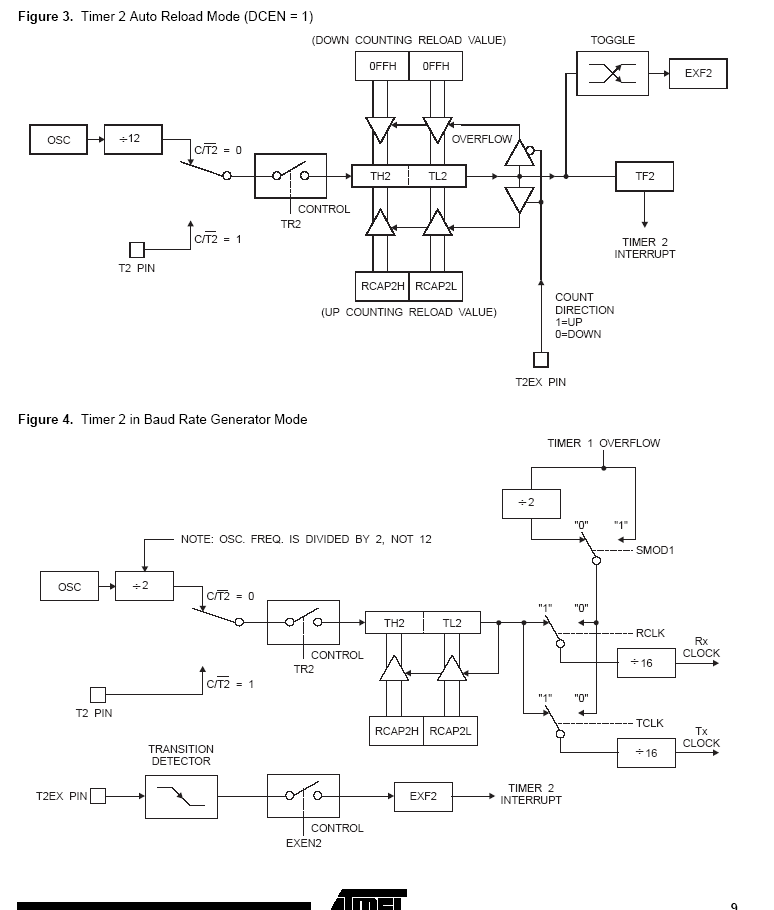 Figure 3. Timer 2 Auto Reload Mode (DCEN = 1)
(DOWN COUNTING RELOAD VALUE)
TOGGLE
0FFH 0FFH
EXF2
OSC
÷12
C/T2 = 0
OVERFLOW
TH2 TL2
TF2
CONTROL
TR2
C/T2 = 1
T2 PIN
TIMER 2
INTERRUPT
RCAP2H RCAP2L
(UP COUNTING RELOAD VALUE)
COUNT
DIRECTION
1=UP
0=DOWN
T2EX PIN
Figure 4. Timer 2 in Baud Rate Generator Mode
TIMER 1 OVERFLOW
÷2
"0" "1"
NOTE: OSC. FREQ. IS DIVIDED BY 2, NOT 12
SMOD1
OSC
÷2
C/T2 = 0
"1" "0"
TH2 TL2
RCLK
Rx
CLOCK
CONTROL
TR2
÷16
C/T2 = 1
"1" "0"
T2 PIN
RCAP2H RCAP2L
TCLK
Tx
CLOCK
÷16
TRANSITION
DETECTOR
T2EX PIN
EXF2
TIMER 2
INTERRUPT
CONTROL
EXEN2
ATMEL
9